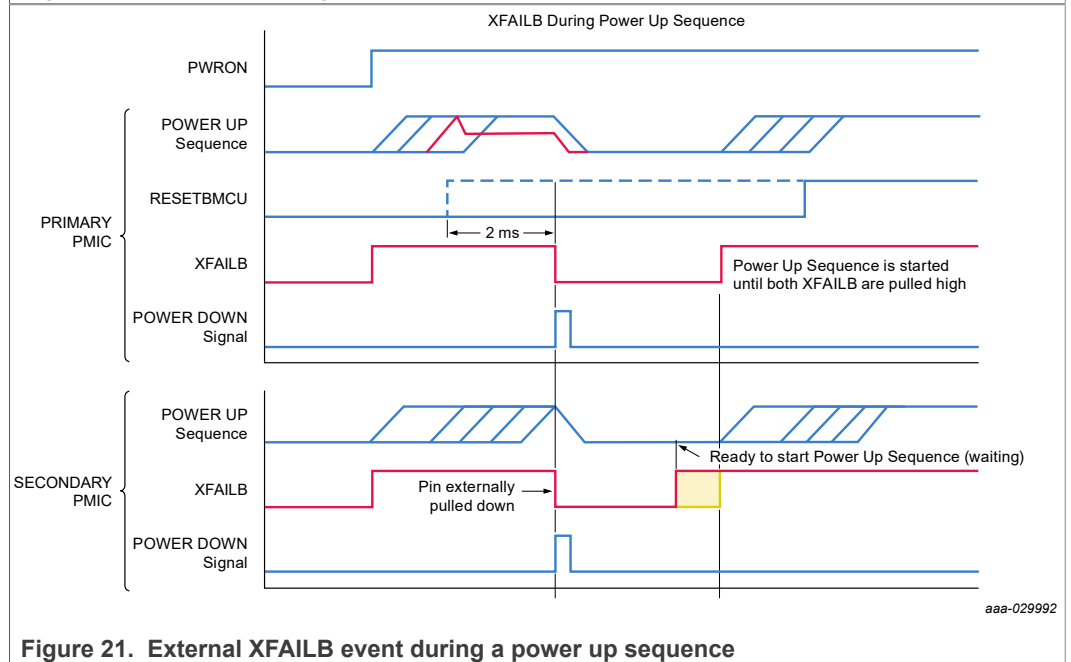 XFAILB During Power Up Sequence
PWRON
POWER UP
Sequence
RESETBMCU
PRIMARY
PMIC
2 ms
XFAILB
Power Up Sequence is started
until both XFAILB are pulled high
POWER DOWN
Signal
POWER UP
Sequence
Ready to start Power Up Sequence (waiting)
SECONDARY
PMIC
XFAILB
Pin externally
pulled down
POWER DOWN
Signal
aaa-029992
Figure 21. External XFAILB event during a power up sequence